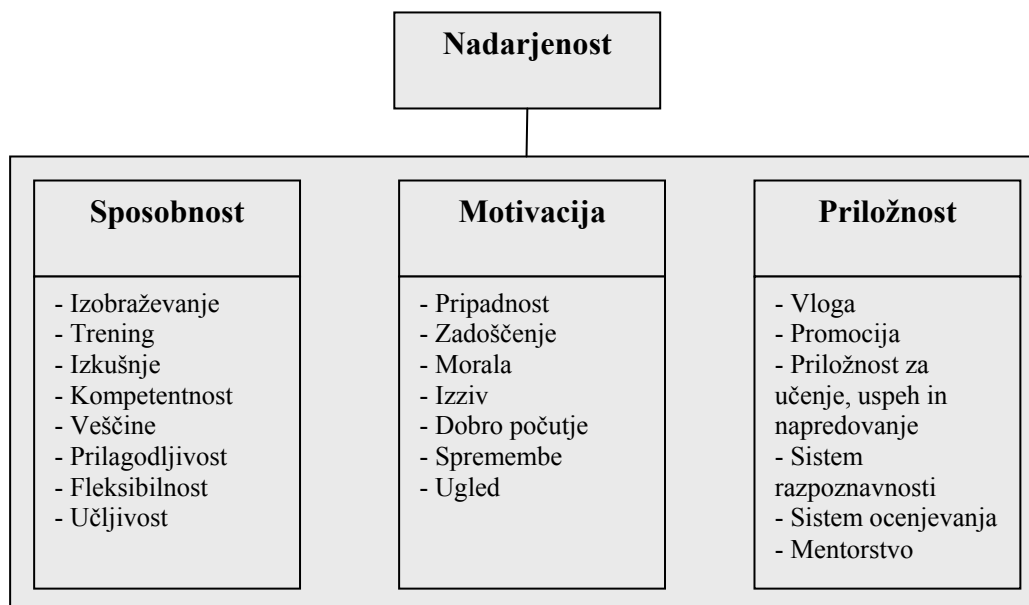 Nadarjenost
Sposobnost
- Izobraževanje
- Trening
- Izkušnje
- Kompetentnost
- Veščine
- Prilagodljivost
- Fleksibilnost
- Učljivost
Motivacija
- Pripadnost
- Zadoščenje
- Morala
- Izziv
- Dobro počutje
- Spremembe
- Ugled
Priložnost
- Vloga
- Promocija
- Priložnost za
učenje, uspeh in
napredovanje
- Sistem
razpoznavnosti
- Sistem ocenjevanja
- Mentorstvo